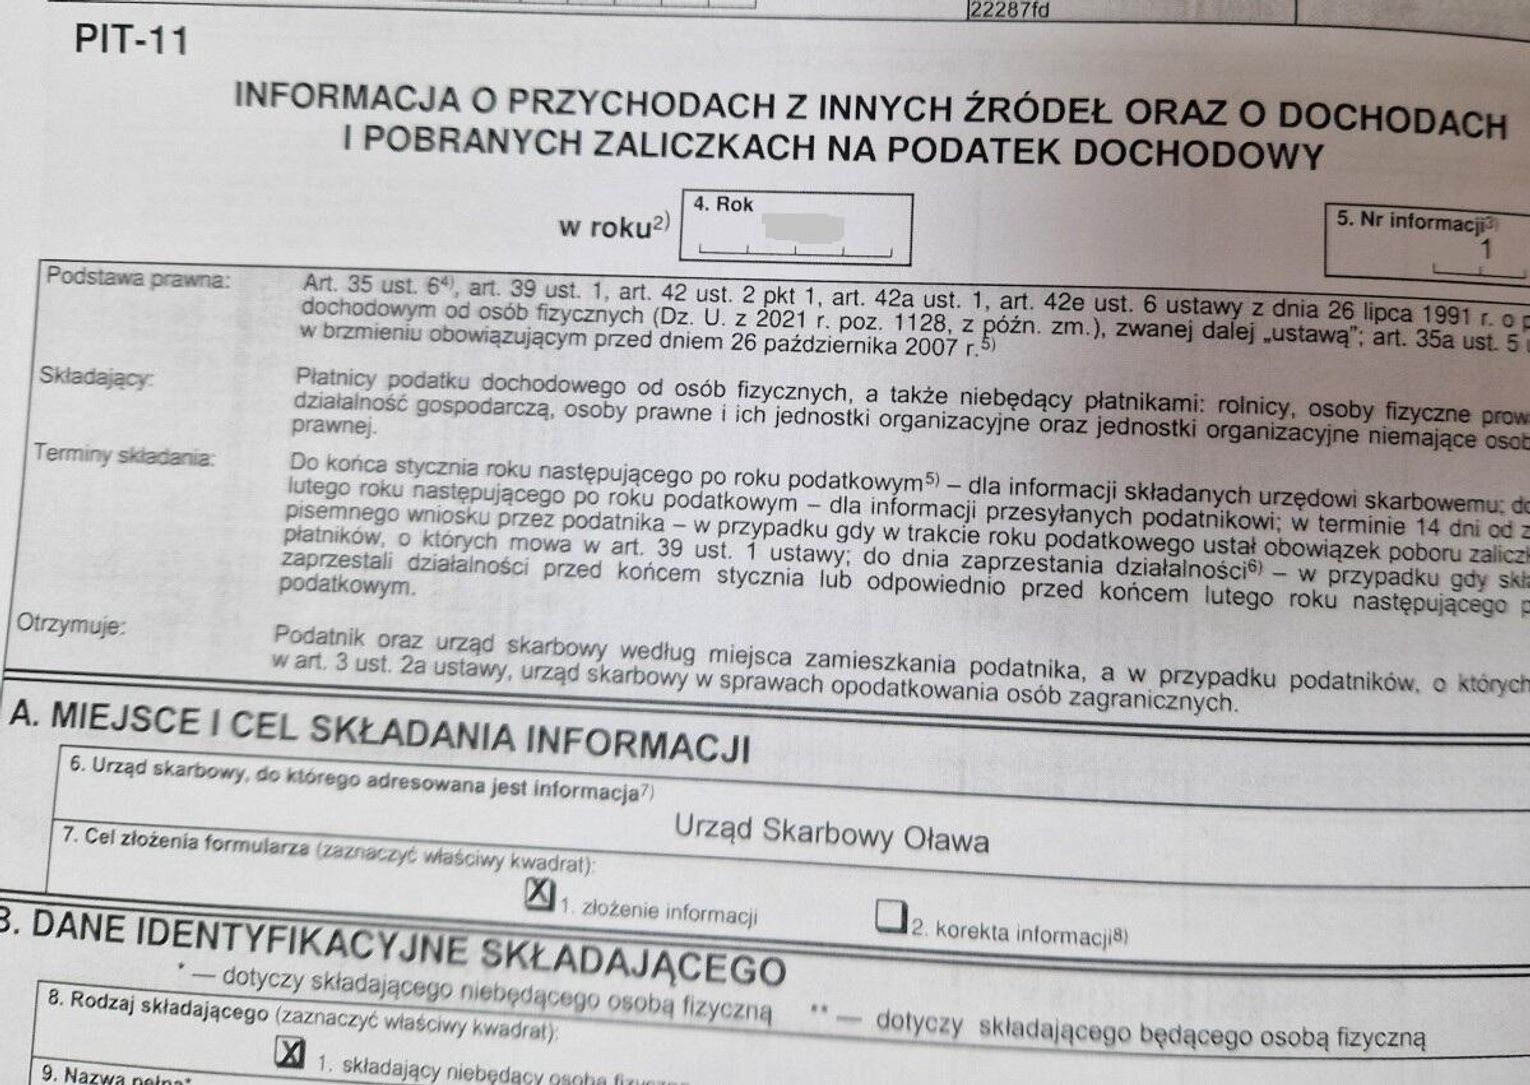 22287fd
PIT-11
INFORMACJA O PRZYCHODACH Z INNYCH ŹRÓDEŁ ORAZ O DOCHODACH
I POBRANYCH ZALICZKACH NA PODATEK DOCHODOWY
w roku2)
4. Rok
5. Nr informacji3)
1
Podstawa prawna:
Art. 35 ust. 64), art. 39 ust. 1, art. 42 ust. 2 pkt 1, art. 42a ust. 1, art. 42e ust. 6 ustawy z dnia 26 lipca 1991 r. o p
dochodowym od osób fizycznych (Dz. U. z 2021 r. poz. 1128, z późn. zm.), zwanej dalej „ustawą”; art. 35a ust. 5
w brzmieniu obowiązującym przed dniem 26 października 2007 r.5)
Składający:
Płatnicy podatku dochodowego od osób fizycznych, a także niebędący płatnikami: rolnicy, osoby fizyczne prow
działalność gospodarczą, osoby prawne i ich jednostki organizacyjne oraz jednostki organizacyjne niemające osob
prawnej.
Terminy składania:
Do końca stycznia roku następującego po roku podatkowym5) – dla informacji składanych urzędowi skarbowemu; do
lutego roku następującego po roku podatkowym – dla informacji przesyłanych podatnikowi; w terminie 14 dni od z
pisemnego wniosku przez podatnika – w przypadku gdy w trakcie roku podatkowego ustał obowiązek poboru zalicz
płatników, o których mowa w art. 39 ust. 1 ustawy; do dnia zaprzestania działalności6) – w przypadku gdy skła
zaprzestali działalności przed końcem stycznia lub odpowiednio przed końcem lutego roku następującego p
podatkowym.
Otrzymuje:
Podatnik oraz urząd skarbowy według miejsca zamieszkania podatnika, a w przypadku podatników, o których
w art. 3 ust. 2a ustawy, urząd skarbowy w sprawach opodatkowania osób zagranicznych.
A. MIEJSCE I CEL SKŁADANIA INFORMACJI
6. Urząd skarbowy, do którego adresowana jest informacja7)
Urząd Skarbowy Oława
7. Cel złożenia formularza (zaznaczyć właściwy kwadrat):
X 1. złożenie informacji
2. korekta informacji8)
B. DANE IDENTYFIKACYJNE SKŁADAJĄCEGO
* — dotyczy składającego niebędącego osobą fizyczną
** — dotyczy składającego będącego osobą fizyczną
8. Rodzaj składającego (zaznaczyć właściwy kwadrat):
X 1. składający niebędący osobą
9. Nazwa pełna*